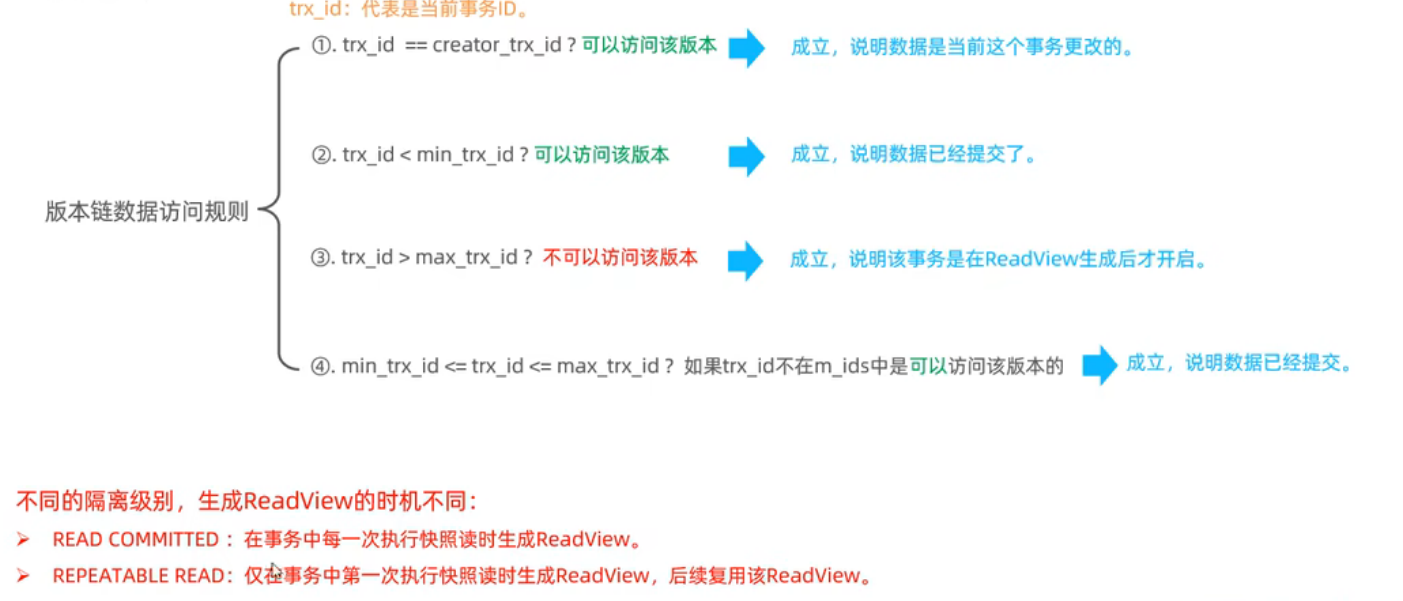 trx_id：代表是当前事务ID。
①. trx_id == creator_trx_id ? 可以访问该版本 成立，说明数据是当前这个事务更改的。
②. trx_id < min_trx_id ? 可以访问该版本 成立，说明数据已经提交了。
版本链数据访问规则
③. trx_id > max_trx_id ? 不可以访问该版本 成立，说明该事务是在ReadView生成后才开启。
④. min_trx_id <= trx_id <= max_trx_id ? 如果trx_id不在m_ids中是可以访问该版本的 成立，说明数据已经提交。
不同的隔离级别，生成ReadView的时机不同：
➢ READ COMMITTED ：在事务中每一次执行快照读时生成ReadView。
➢ REPEATABLE READ：仅在事务中第一次执行快照读时生成ReadView，后续复用该ReadView。